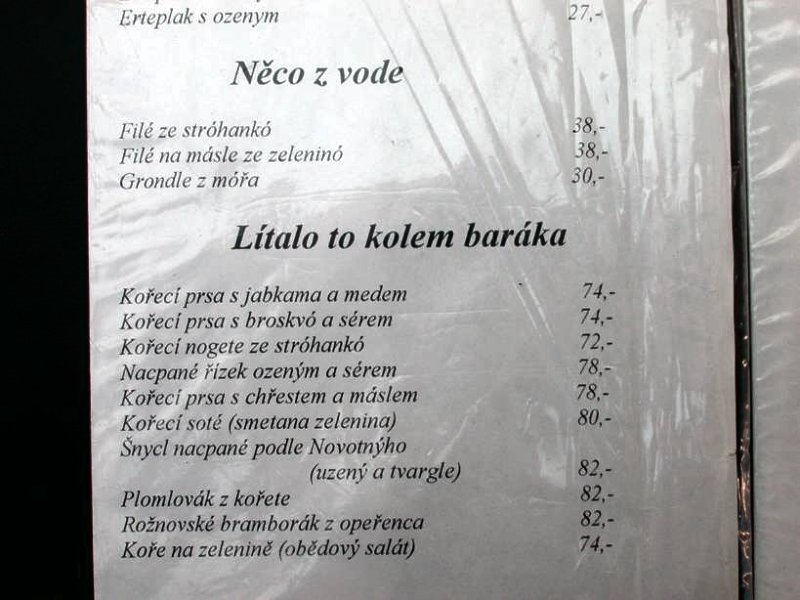 Erteplak s ozenym 27,-
Něco z vode
Filé ze stróhankó 38,-
Filé na másle ze zeleninó 38,-
Grondle z mófa 30,-
Lítalo to kolem baráka
Kořecí prsa s jabkama a medem 74,-
Kořecí prsa s broskvó a sérem 74,-
Kořecí nogete ze stróhankó 72,-
Nacpané řízek ozeným a sérem 78,-
Kořecí prsa s chřestem a máslem 78,-
Kořecí soté (smetana zelenina) 80,-
Šnycl nacpané podle Novotnýho
(uzený a tvargle) 82,-
Plomlovák z kořete 82,-
Rožnovské bramborák z opeřenca 82,-
Koře na zelenině (obědový salát) 74,-